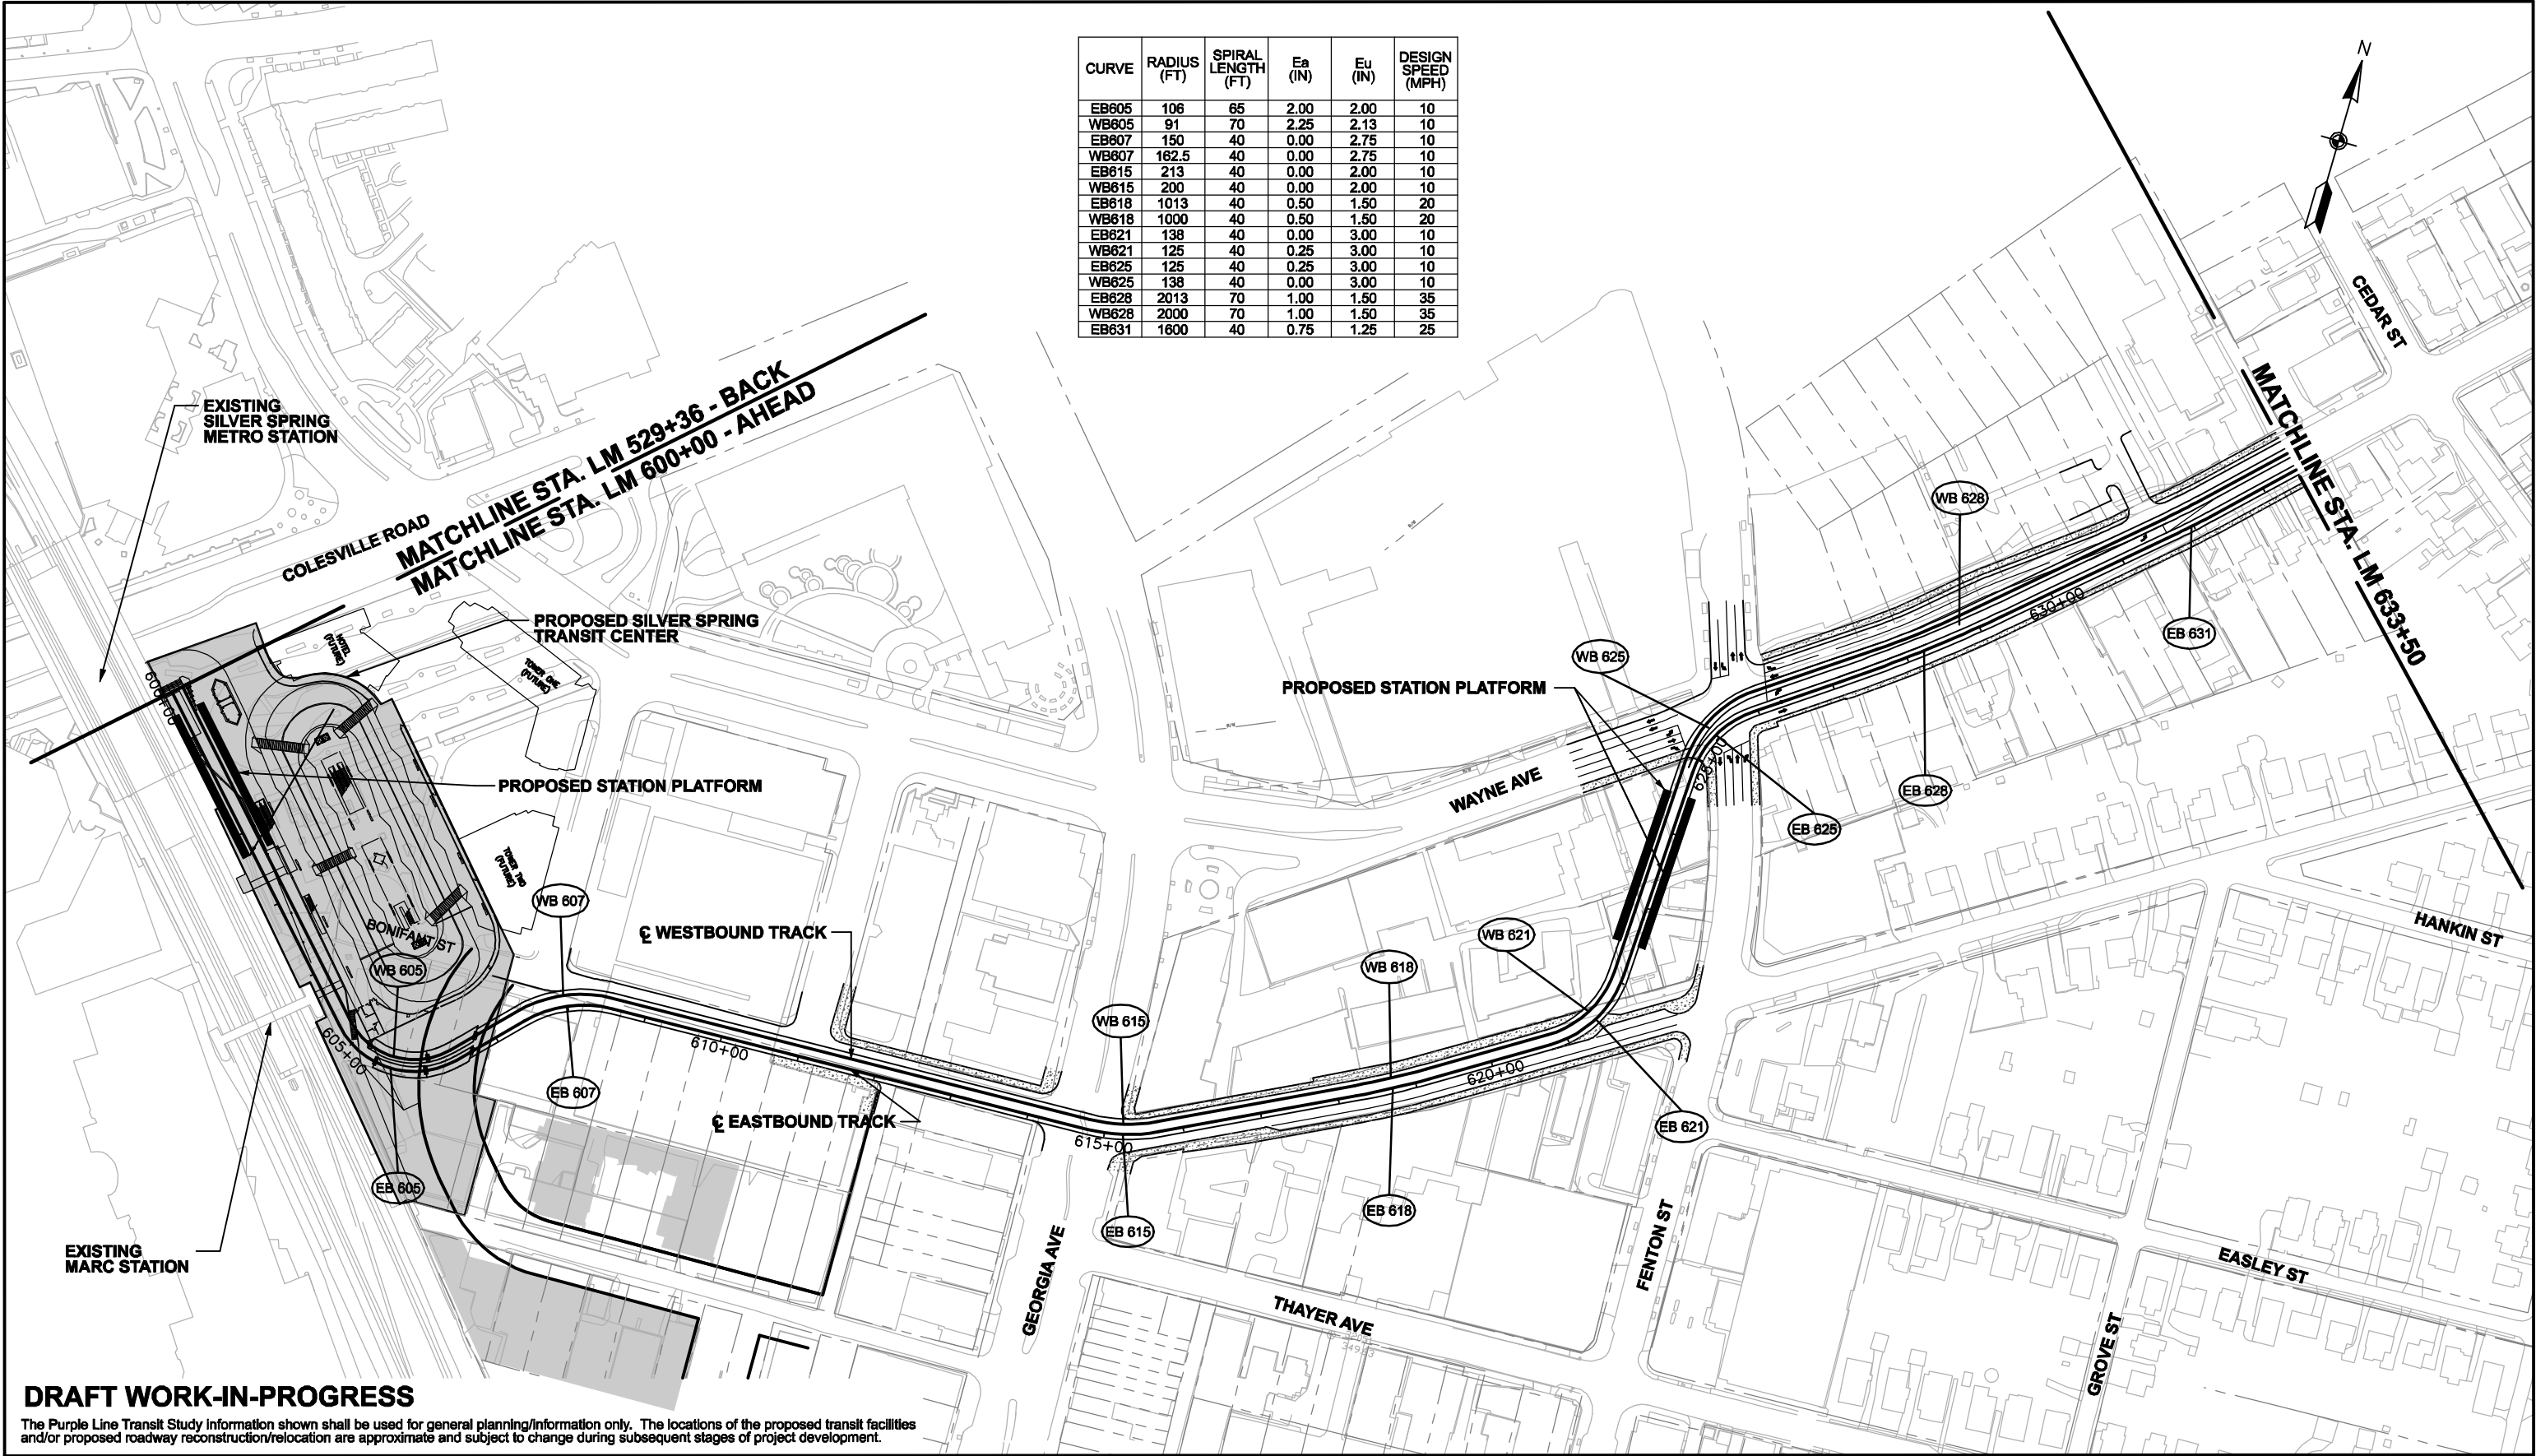 CURVE RADIUS (FT) SPIRAL LENGTH (FT) Ea (IN) Eu (IN) DESIGN SPEED (MPH)
EB605 106 65 2.00 2.00 10
WB605 91 70 2.25 2.13 10
EB607 150 40 0.00 2.75 10
WB607 162.5 40 0.00 2.75 10
EB615 213 40 0.00 2.00 10
WB615 200 40 0.00 2.00 10
EB618 1013 40 0.50 1.50 20
WB618 1000 40 0.50 1.50 20
EB621 138 40 0.00 3.00 10
WB621 125 40 0.25 3.00 10
EB625 125 40 0.25 3.00 10
WB625 138 40 0.00 3.00 10
EB628 2013 70 1.00 1.50 35
WB628 2000 70 1.00 1.50 35
EB631 1600 40 0.75 1.25 25
N
CEDAR ST
EXISTING
SILVER SPRING
METRO STATION
MATCHLINE STA. LM 529+36 - BACK
MATCHLINE STA. LM 600+00 - AHEAD
COLESVILLE ROAD
MATCHLINE STA. LM 633+50
WB 628
630+00
EB 631
PROPOSED SILVER SPRING
TRANSIT CENTER
HOTEL
(FUTURE)
TOWER ONE
(FUTURE)
600+00
WB 625
PROPOSED STATION PLATFORM
PROPOSED STATION PLATFORM
WAYNE AVE
625+00
EB 628
EB 625
TOWER TWO
(FUTURE)
WB 607
BONIFANT ST
WB 605
℄ WESTBOUND TRACK
WB 621
WB 618
HANKIN ST
WB 615
605+00
610+00
EB 607
620+00
℄ EASTBOUND TRACK
615+00
EB 621
EB 605
EB 618
EB 615
EXISTING
MARC STATION
GEORGIA AVE
FENTON ST
EASLEY ST
THAYER AVE
GROVE ST
DRAFT WORK-IN-PROGRESS
The Purple Line Transit Study information shown shall be used for general planning/information only. The locations of the proposed transit facilities
and/or proposed roadway reconstruction/relocation are approximate and subject to change during subsequent stages of project development.